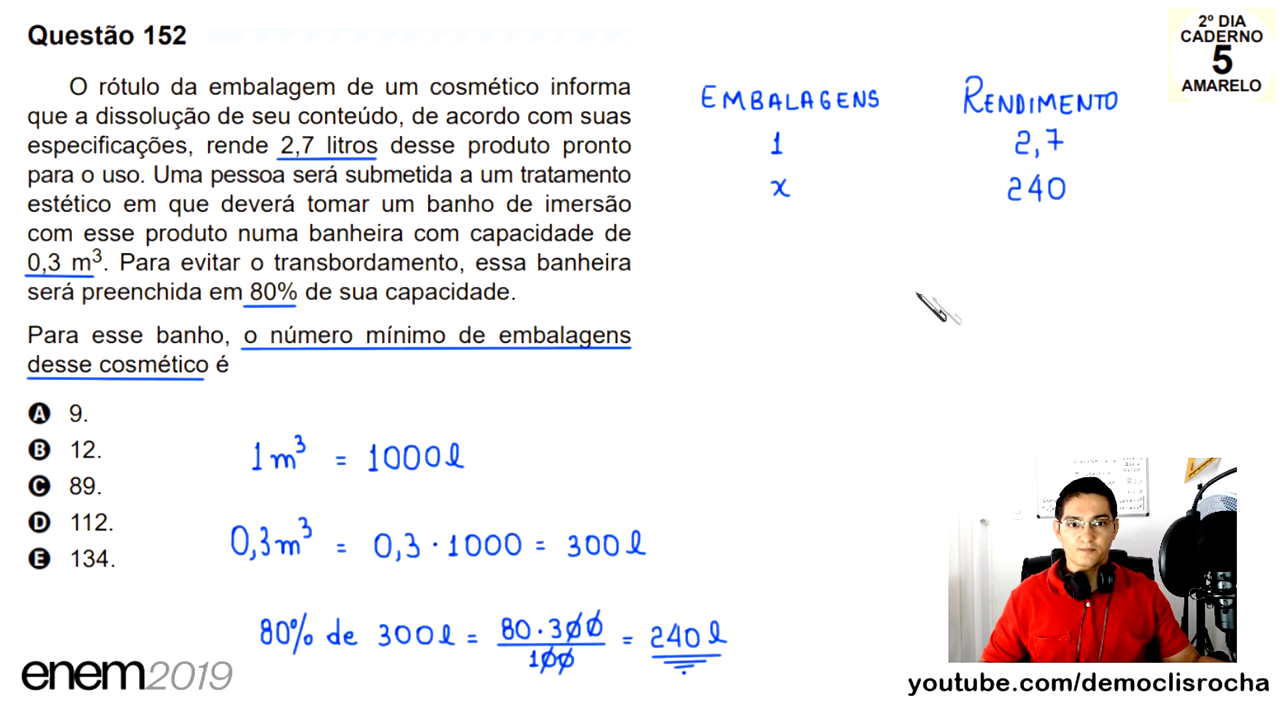 Questão 152
O rótulo da embalagem de um cosmético informa
que a dissolução de seu conteúdo, de acordo com suas
especificações, rende 2,7 litros desse produto pronto
para o uso. Uma pessoa será submetida a um tratamento
estético em que deverá tomar um banho de imersão
com esse produto numa banheira com capacidade de
0,3 m³. Para evitar o transbordamento, essa banheira
será preenchida em 80% de sua capacidade.
Para esse banho, o número mínimo de embalagens
desse cosmético é
A 9.
B 12.
C 89.
D 112.
E 134.
1m³ = 1000l
0,3m³ = 0,3 · 1000 = 300l
80% de 300l = 80 · 300 / 100 = 240l
EMBALAGENS RENDIMENTO
1 2,7
x 240
2º DIA
CADERNO
5
AMARELO
enem2019
youtube.com/democlisrocha